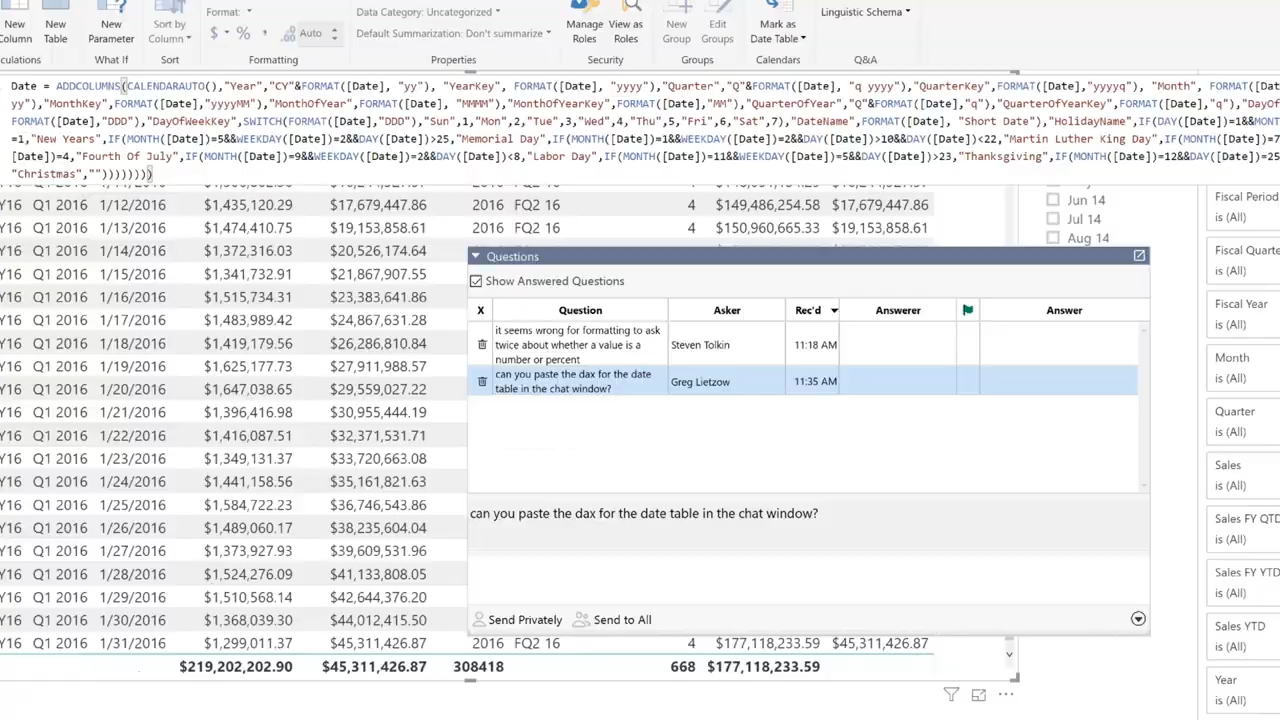 New
Column
New
Table
New
Parameter
Sort by
Column
Format:
$ % , Auto
Data Category: Uncategorized
Default Summarization: Don't summarize
Manage
Roles
View as
Roles
New
Group
Edit
Groups
Mark as
Date Table
Linguistic Schema
What If
Sort
Formatting
Properties
Security
Groups
Calendars
Q&A
Date = ADDCOLUMNS(CALENDARAUTO(),"Year","CY"&FORMAT([Date], "yy"), "YearKey", FORMAT([Date], "yyyy"),"Quarter","Q"&FORMAT([Date], "q yyyy"),"QuarterKey",FORMAT([Date],"yyyyq"), "Month", FORMAT([Date],
yy"),"MonthKey",FORMAT([Date],"yyyyMM"),"MonthOfYear",FORMAT([Date], "MMMM"),"MonthOfYearKey",FORMAT([Date],"MM"),"QuarterOfYear","Q"&FORMAT([Date],"q"),"QuarterOfYearKey",FORMAT([Date],"q"),"DayOf
FORMAT([Date],"DDD"),"DayOfWeekKey",SWITCH(FORMAT([Date],"DDD"),"Sun",1,"Mon",2,"Tue",3,"Wed",4,"Thu",5,"Fri",6,"Sat",7),"DateName",FORMAT([Date], "Short Date"),"HolidayName",IF(DAY([Date])=1&&MONT
=1,"New Years",IF(MONTH([Date])=5&&WEEKDAY([Date])=2&&DAY([Date])>25,"Memorial Day",IF(MONTH([Date])=1&&WEEKDAY([Date])=2&&DAY([Date])>10&&DAY([Date])<22,"Martin Luther King Day",IF(MONTH([Date])=7
[Date])=4,"Fourth Of July",IF(MONTH([Date])=9&&WEEKDAY([Date])=2&&DAY([Date])<8,"Labor Day",IF(MONTH([Date])=11&&WEEKDAY([Date])=5&&DAY([Date])>23,"Thanksgiving",IF(MONTH([Date])=12&&DAY([Date])=25
"Christmas",""))))))))
Y16 Q1 2016 1/12/2016 $1,435,120.29 $17,679,447.86 2016 FQ2 16 4 $149,486,254.58 $17,679,447.86
Y16 Q1 2016 1/13/2016 $1,474,410.75 $19,153,858.61 2016 FQ2 16 4 $150,960,665.33 $19,153,858.61
Y16 Q1 2016 1/14/2016 $1,372,316.03 $20,526,174.64
Y16 Q1 2016 1/15/2016 $1,341,732.91 $21,867,907.55
Y16 Q1 2016 1/16/2016 $1,515,734.31 $23,383,641.86
Y16 Q1 2016 1/17/2016 $1,483,989.42 $24,867,631.28
Y16 Q1 2016 1/18/2016 $1,419,179.56 $26,286,810.84
Y16 Q1 2016 1/19/2016 $1,625,177.73 $27,911,988.57
Y16 Q1 2016 1/20/2016 $1,647,038.65 $29,559,027.22
Y16 Q1 2016 1/21/2016 $1,396,416.98 $30,955,444.19
Y16 Q1 2016 1/22/2016 $1,416,087.51 $32,371,531.71
Y16 Q1 2016 1/23/2016 $1,349,131.37 $33,720,663.08
Y16 Q1 2016 1/24/2016 $1,441,158.56 $35,161,821.63
Y16 Q1 2016 1/25/2016 $1,584,722.23 $36,746,543.86
Y16 Q1 2016 1/26/2016 $1,489,060.17 $38,235,604.04
Y16 Q1 2016 1/27/2016 $1,373,927.93 $39,609,531.96
Y16 Q1 2016 1/28/2016 $1,524,276.09 $41,133,808.05
Y16 Q1 2016 1/29/2016 $1,510,568.14 $42,644,376.20
Y16 Q1 2016 1/30/2016 $1,368,039.30 $44,012,415.50
Y16 Q1 2016 1/31/2016 $1,299,011.37 $45,311,426.87 2016 FQ2 16 4 $177,118,233.59 $45,311,426.87
$219,202,202.90 $45,311,426.87 308418 668 $177,118,233.59
Questions
Show Answered Questions
X Question Asker Rec'd Answerer Answer
it seems wrong for formatting to ask
twice about whether a value is a
number or percent
Steven Tolkin 11:18 AM
can you paste the dax for the date
table in the chat window?
Greg Lietzow 11:35 AM
can you paste the dax for the date table in the chat window?
Send Privately Send to All
Jun 14
Jul 14
Aug 14
Fiscal Period
is (All)
Fiscal Quarte
is (All)
Fiscal Year
is (All)
Month
is (All)
Quarter
is (All)
Sales
is (All)
Sales FY QTD
is (All)
Sales FY YTD
is (All)
Sales YTD
is (All)
Year
is (All)